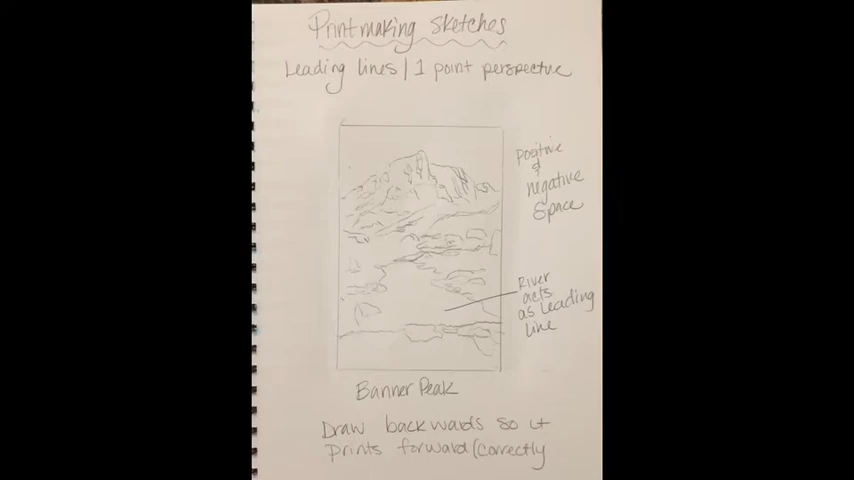 Printmaking Sketches
Leading lines | 1 point perspective
Positive
&
negative
Space
River
acts
as Leading
line
Banner Peak
Draw backwards so it
prints forward (correctly